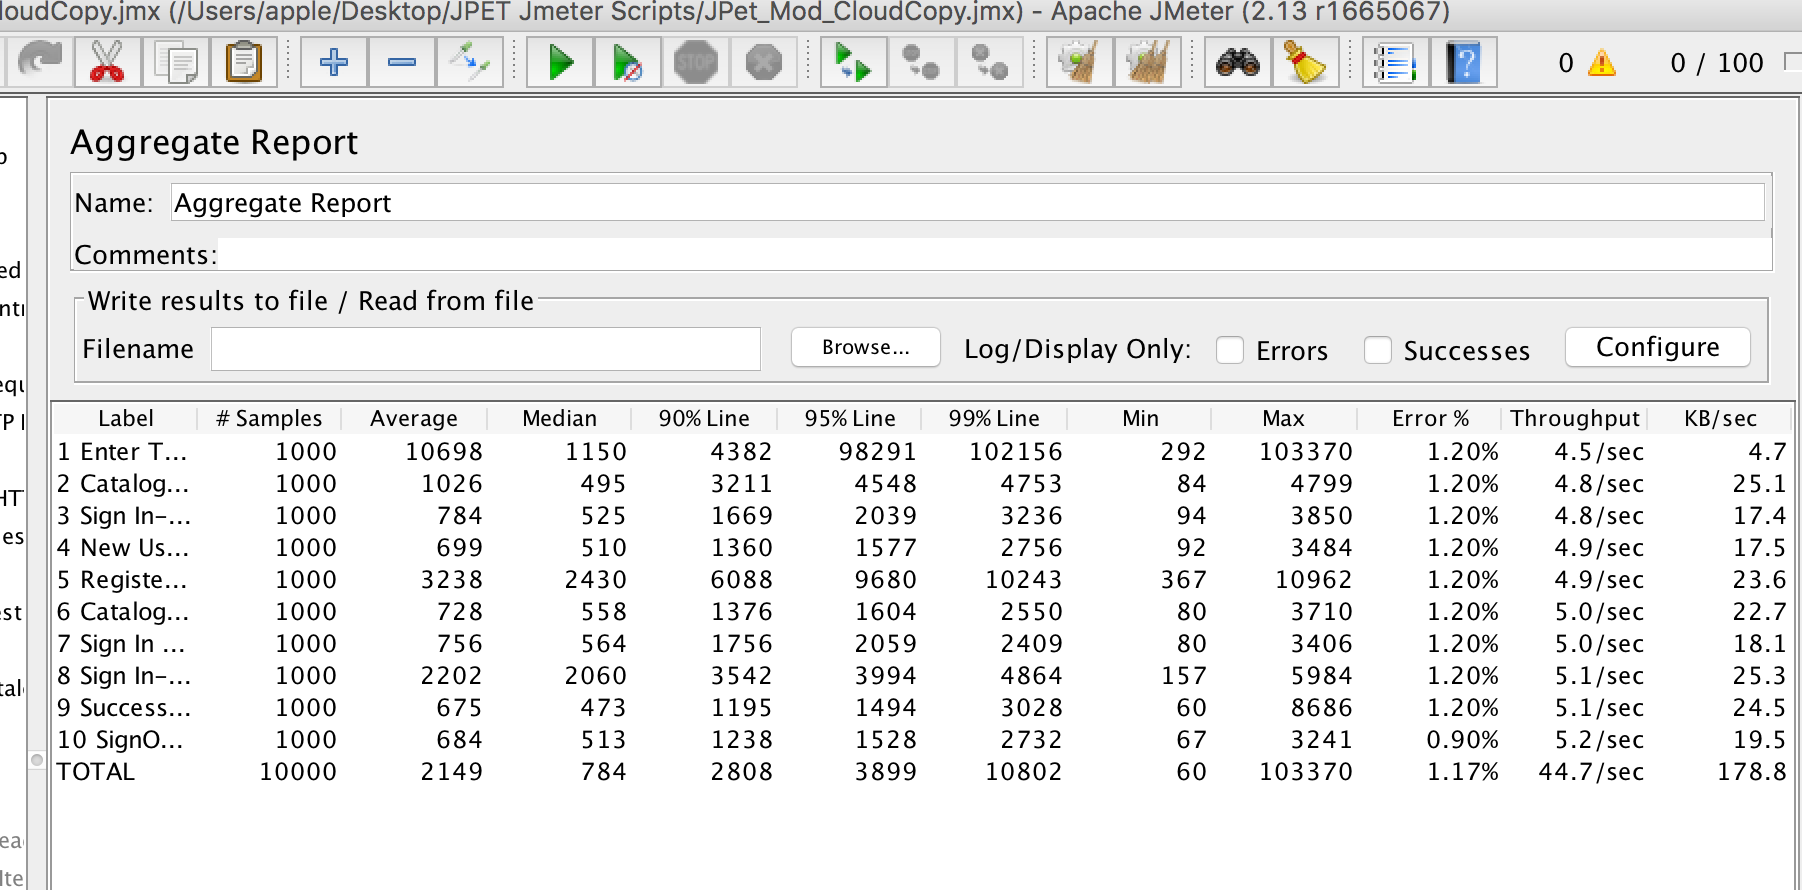 loudCopy.jmx (/Users/apple/Desktop/JPET Jmeter Scripts/JPet_Mod_CloudCopy.jmx) - Apache JMeter (2.13 r1665067)
STOP 0 0 / 100
Aggregate Report
Name: Aggregate Report
Comments:
Write results to file / Read from file
Filename Browse... Log/Display Only: Errors Successes Configure
Label # Samples Average Median 90% Line 95% Line 99% Line Min Max Error % Throughput KB/sec
1 Enter T... 1000 10698 1150 4382 98291 102156 292 103370 1.20% 4.5/sec 4.7
2 Catalog... 1000 1026 495 3211 4548 4753 84 4799 1.20% 4.8/sec 25.1
3 Sign In-... 1000 784 525 1669 2039 3236 94 3850 1.20% 4.8/sec 17.4
4 New Us... 1000 699 510 1360 1577 2756 92 3484 1.20% 4.9/sec 17.5
5 Registe... 1000 3238 2430 6088 9680 10243 367 10962 1.20% 4.9/sec 23.6
6 Catalog... 1000 728 558 1376 1604 2550 80 3710 1.20% 5.0/sec 22.7
7 Sign In ... 1000 756 564 1756 2059 2409 80 3406 1.20% 5.0/sec 18.1
8 Sign In-... 1000 2202 2060 3542 3994 4864 157 5984 1.20% 5.1/sec 25.3
9 Success... 1000 675 473 1195 1494 3028 60 8686 1.20% 5.1/sec 24.5
10 SignO... 1000 684 513 1238 1528 2732 67 3241 0.90% 5.2/sec 19.5
TOTAL 10000 2149 784 2808 3899 10802 60 103370 1.17% 44.7/sec 178.8